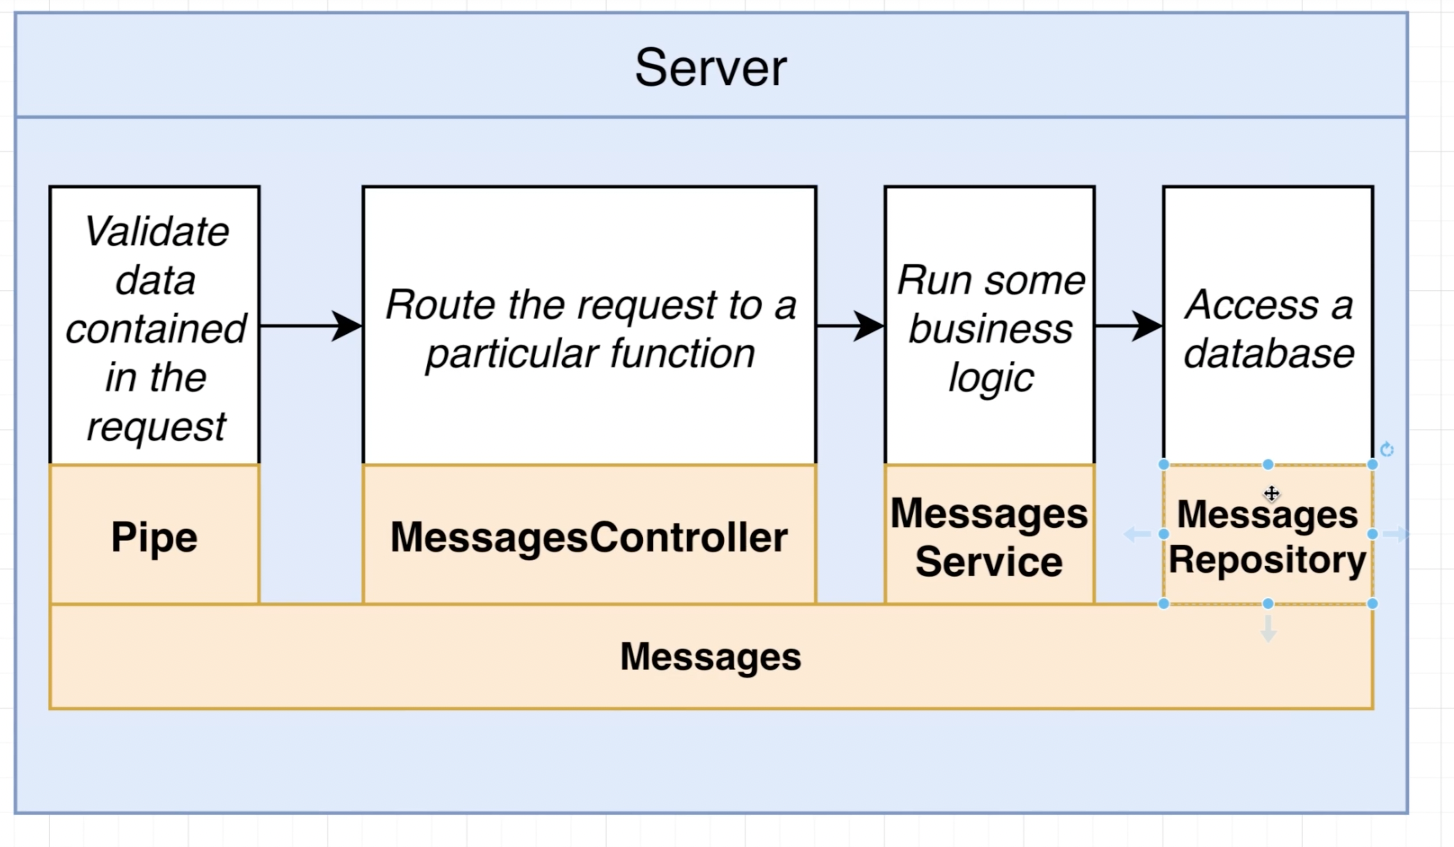 Server
Validate
data
contained
in the
request
Route the request to a
particular function
Run some
business
logic
Access a
database
Pipe
MessagesController
Messages
Service
Messages
Repository
Messages